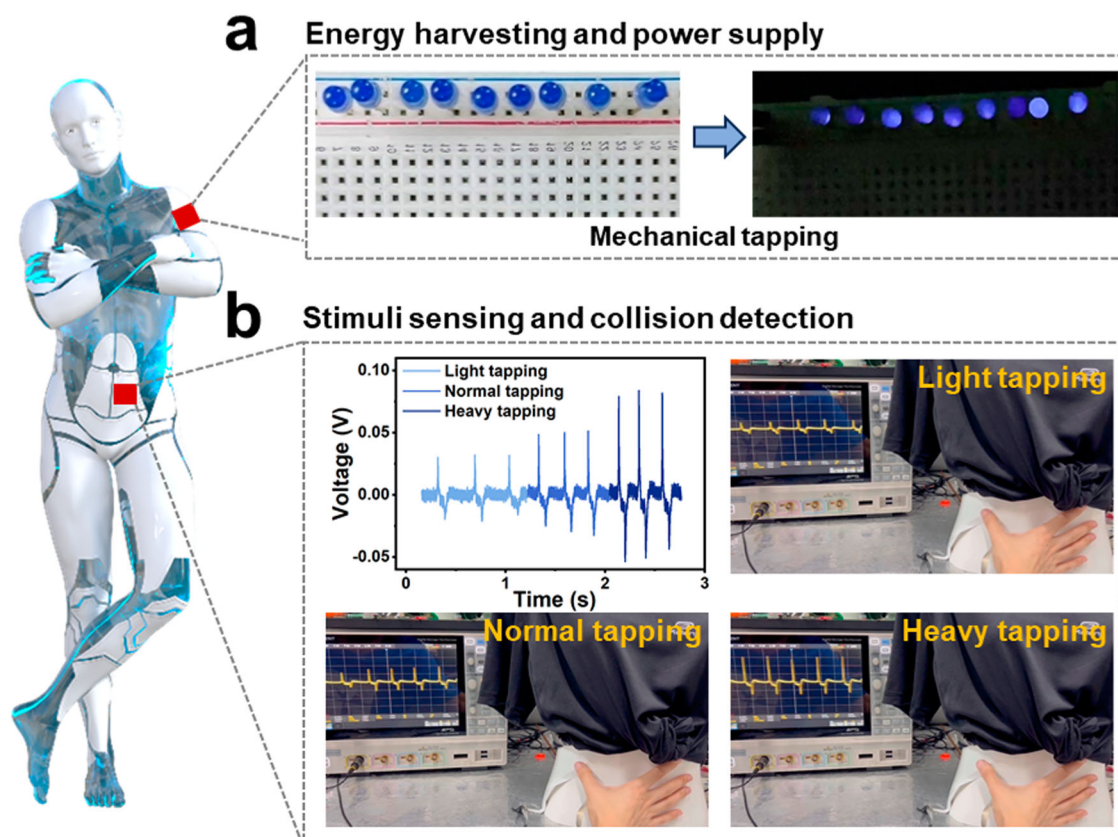 a
Energy harvesting and power supply
Mechanical tapping
b
Stimuli sensing and collision detection
0.10
0.05
0.00
-0.05
Voltage (V)
Light tapping
Normal tapping
Heavy tapping
0
1
2
3
Time (s)
Light tapping
Normal tapping
Heavy tapping